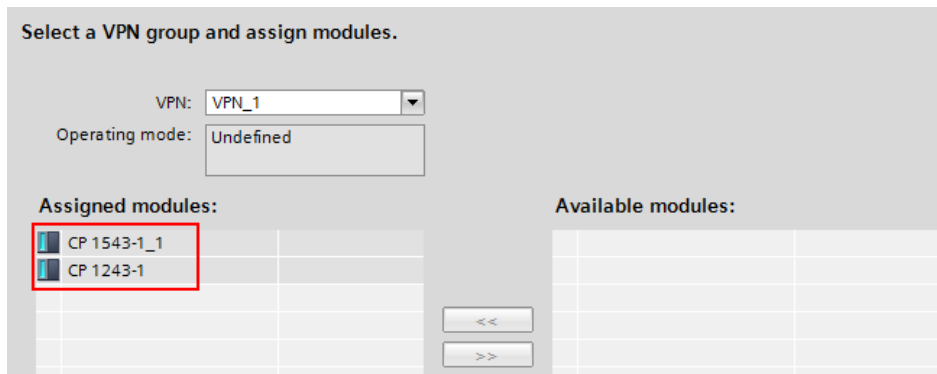 Select a VPN group and assign modules.
VPN: VPN_1
Operating mode: Undefined
Assigned modules:
CP 1543-1_1
CP 1243-1
<<
>>
Available modules: